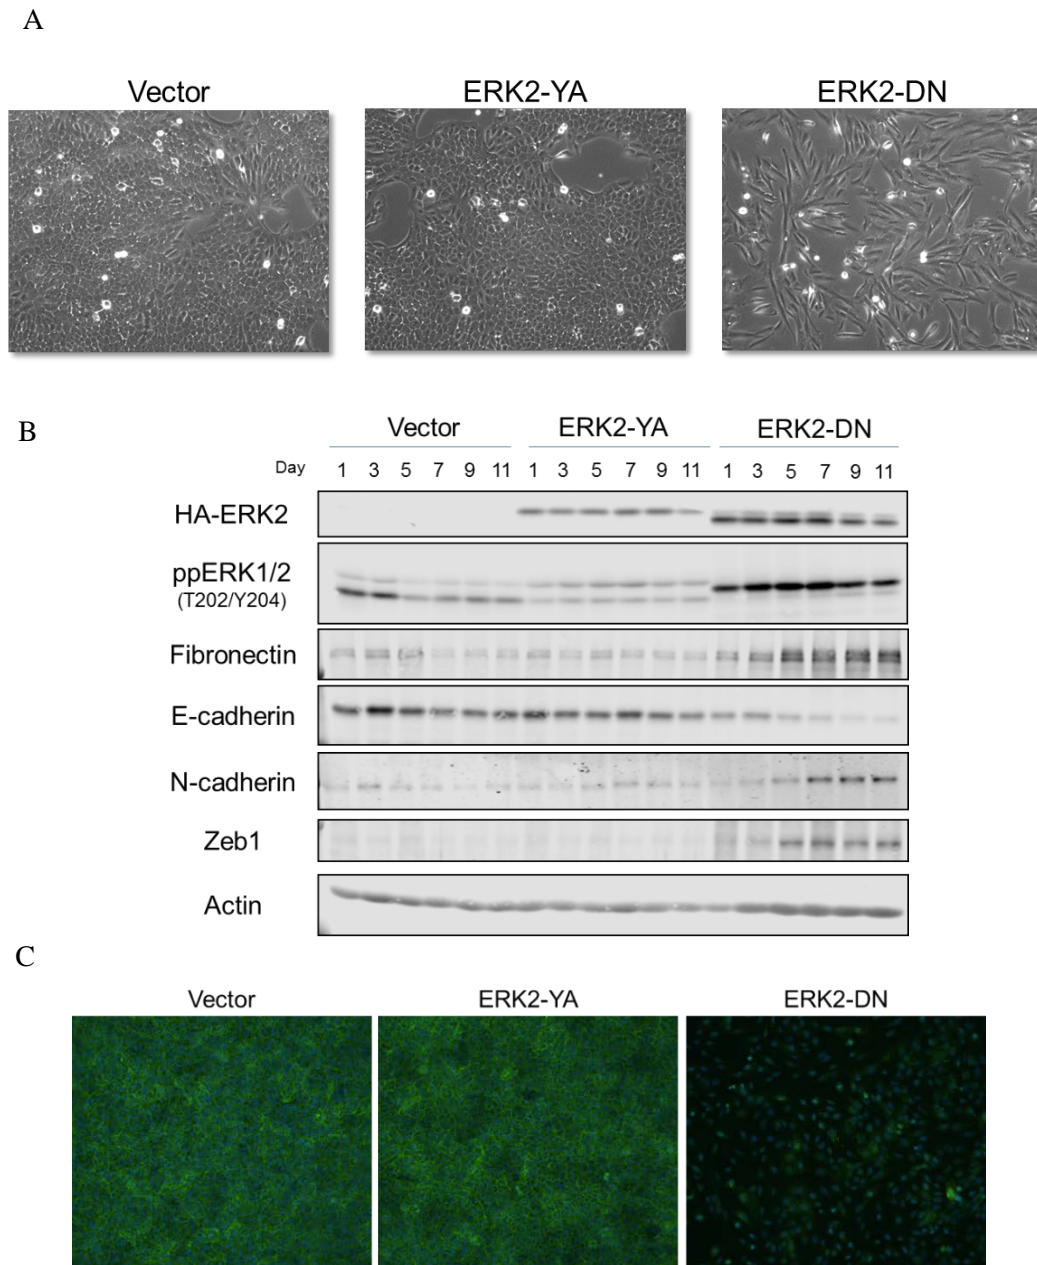 A
Vector ERK2-YA ERK2-DN
B
Vector ERK2-YA ERK2-DN
Day 1 3 5 7 9 11 1 3 5 7 9 11 1 3 5 7 9 11
HA-ERK2
ppERK1/2
(T202/Y204)
Fibronectin
E-cadherin
N-cadherin
Zeb1
Actin
C
Vector ERK2-YA ERK2-DN